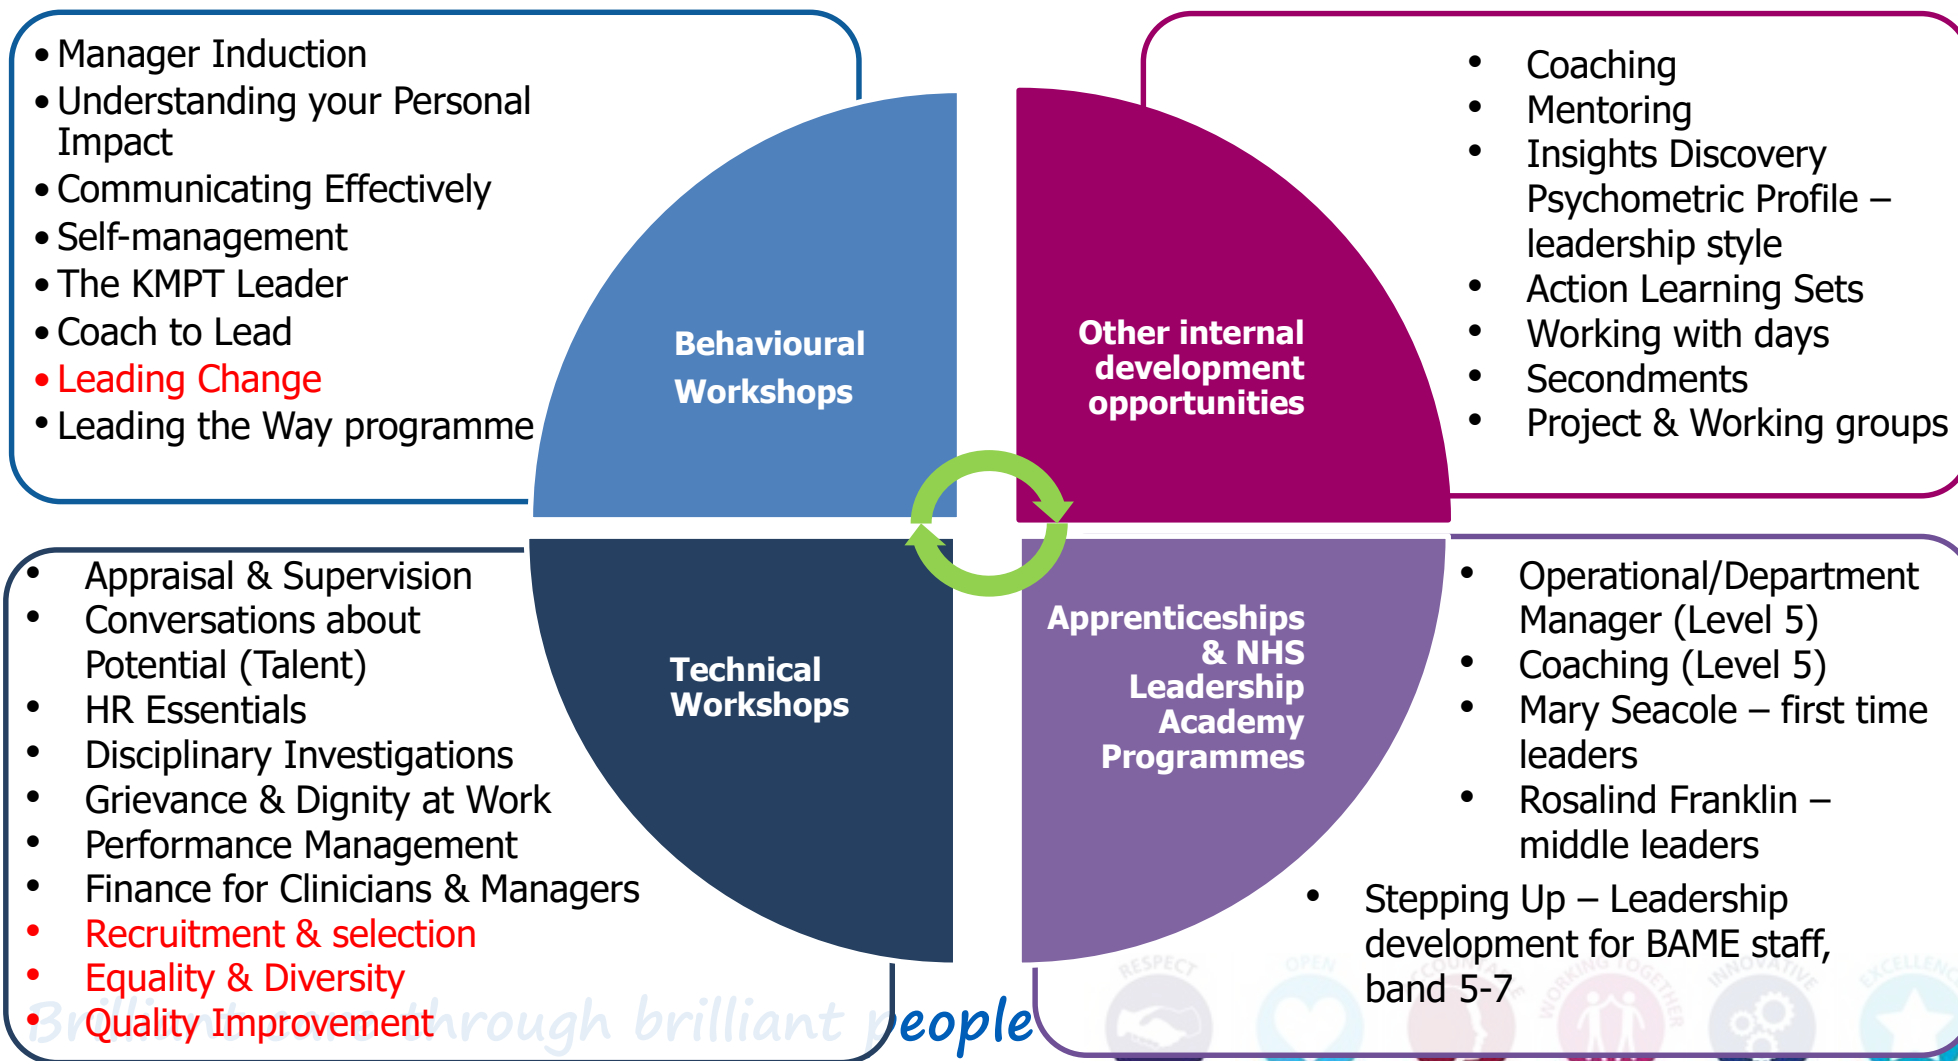 • Manager Induction
• Understanding your Personal
Impact
• Communicating Effectively
• Self-management
• The KMPT Leader
• Coach to Lead
• Leading Change
• Leading the Way programme
Behavioural
Workshops
Other internal
development
opportunities
• Coaching
• Mentoring
• Insights Discovery
Psychometric Profile –
leadership style
• Action Learning Sets
• Working with days
• Secondments
• Project & Working groups
• Appraisal & Supervision
• Conversations about
Potential (Talent)
• HR Essentials
• Disciplinary Investigations
• Grievance & Dignity at Work
• Performance Management
• Finance for Clinicians & Managers
• Recruitment & selection
• Equality & Diversity
• Quality Improvement
Technical
Workshops
Apprenticeships
& NHS
Leadership
Academy
Programmes
• Operational/Department
Manager (Level 5)
• Coaching (Level 5)
• Mary Seacole – first time
leaders
• Rosalind Franklin –
middle leaders
• Stepping Up – Leadership
development for BAME staff,
band 5-7
Brilliant care through brilliant people
RESPECT
OPEN
WORKING TOGETHER
INNOVATIVE